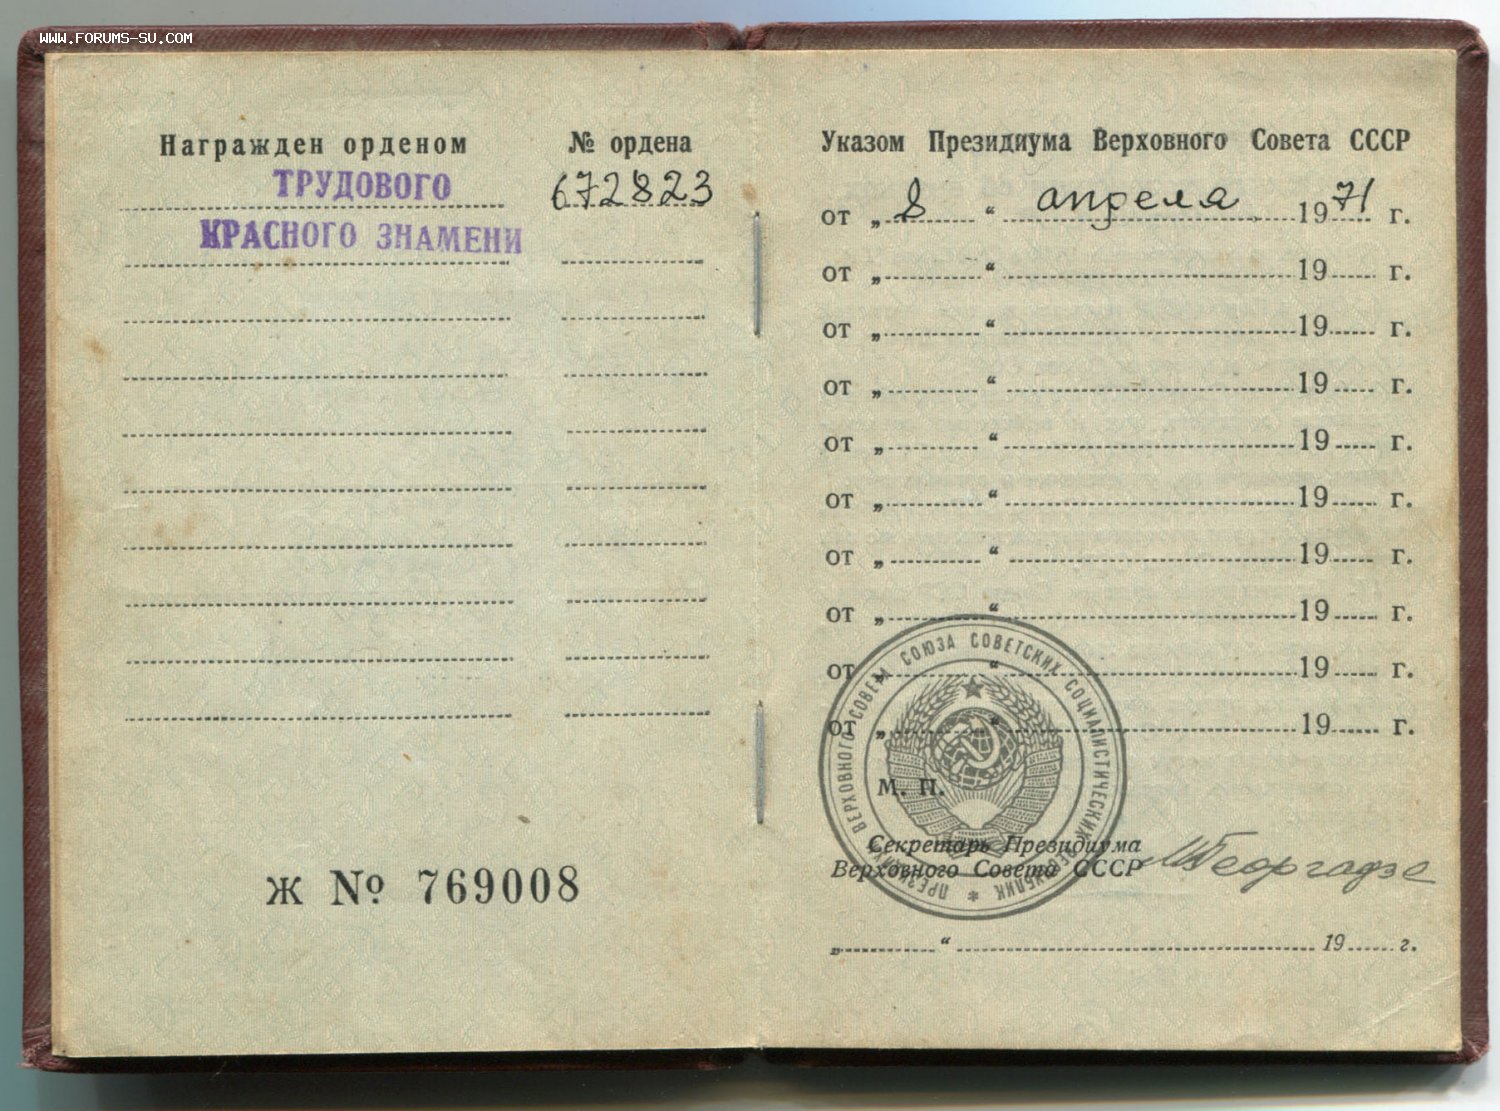 WWW.FORUMS-SU.COM
Награжден орденом
№ ордена
ТРУДОВОГО
672823
КРАСНОГО ЗНАМЕНИ
Ж № 769008
Указом Президиума Верховного Совета СССР
от „ 8 “ апреля 1971 г.
от „ “ 19 г.
от „ “ 19 г.
от „ “ 19 г.
от „ “ 19 г.
от „ “ 19 г.
от „ “ 19 г.
от „ “ 19 г.
от „ “ 19 г.
от „ “ 19 г.
ПРЕЗИДИУМ ВЕРХОВНОГО СОВЕТА СОЮЗА СОВЕТСКИХ СОЦИАЛИСТИЧЕСКИХ РЕСПУБЛИК *
М. П.
Секретарь Президиума
Верховного Совета СССР
МГеоргадзе
„ “ 19 г.